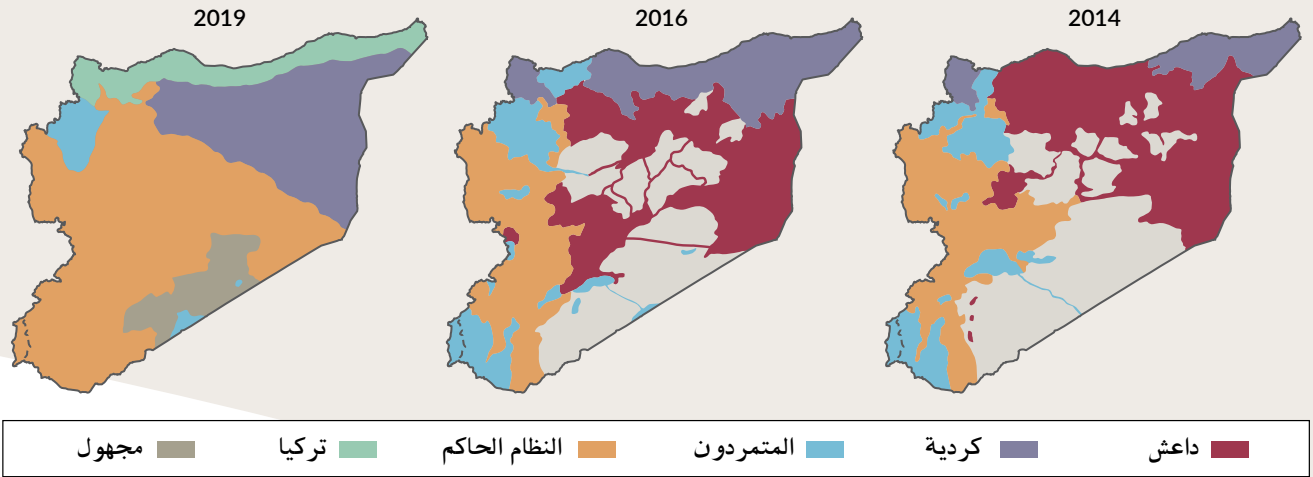 2014
2016
2019
داعش
كردية
المتمردون
النظام الحاكم
تركيا
مجهول